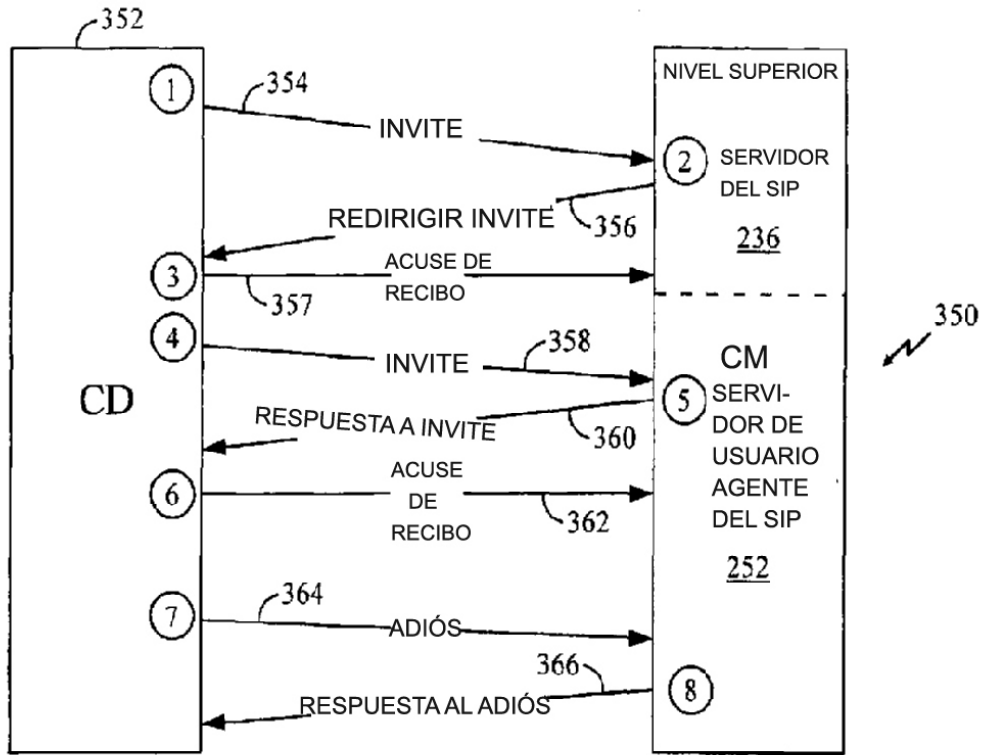 352
CD
1
354
INVITE
NIVEL SUPERIOR
2
SERVIDOR
DEL SIP
236
REDIRIGIR INVITE
356
3
ACUSE DE
RECIBO
357
4
INVITE
358
350
CM
5
SERVI-
DOR DE
USUARIO
AGENTE
DEL SIP
252
RESPUESTA A INVITE
360
6
ACUSE
DE
RECIBO
362
7
364
ADIÓS
366
8
RESPUESTA AL ADIÓS